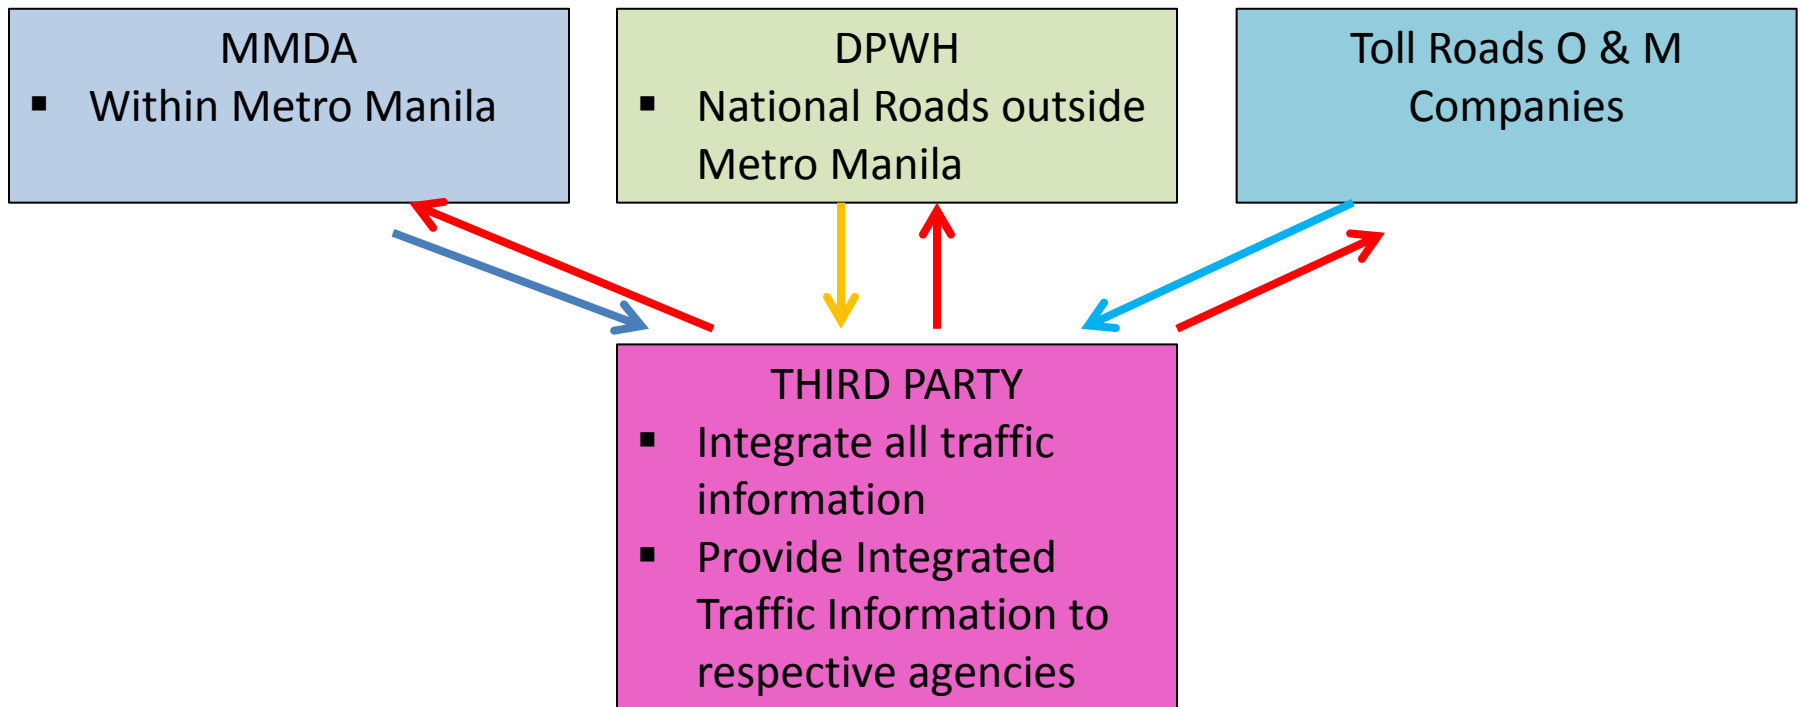 MMDA
▪ Within Metro Manila
DPWH
▪ National Roads outside
Metro Manila
Toll Roads O & M
Companies
THIRD PARTY
▪ Integrate all traffic
information
▪ Provide Integrated
Traffic Information to
respective agencies